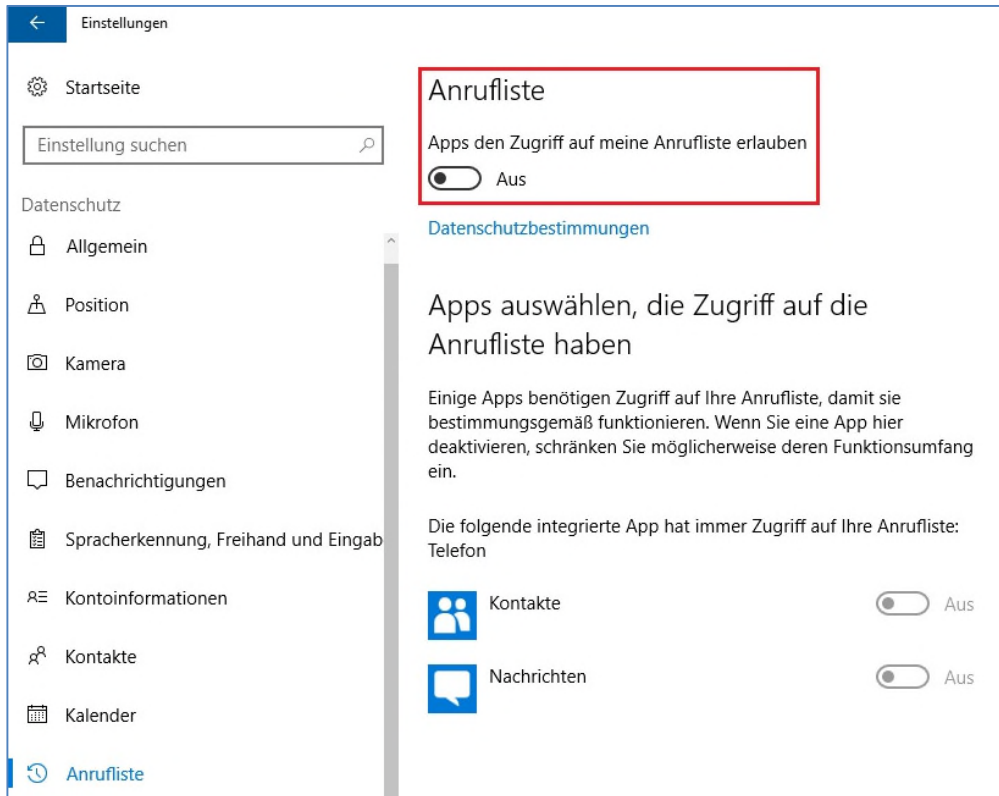 Einstellungen
Startseite
Einstellung suchen
Datenschutz
Allgemein
Position
Kamera
Mikrofon
Benachrichtigungen
Spracherkennung, Freihand und Eingab
Kontoinformationen
Kontakte
Kalender
Anrufliste
Anrufliste
Apps den Zugriff auf meine Anrufliste erlauben
Aus
Datenschutzbestimmungen
Apps auswählen, die Zugriff auf die
Anrufliste haben
Einige Apps benötigen Zugriff auf Ihre Anrufliste, damit sie
bestimmungsgemäß funktionieren. Wenn Sie eine App hier
deaktivieren, schränken Sie möglicherweise deren Funktionsumfang
ein.
Die folgende integrierte App hat immer Zugriff auf Ihre Anrufliste:
Telefon
Kontakte Aus
Nachrichten Aus